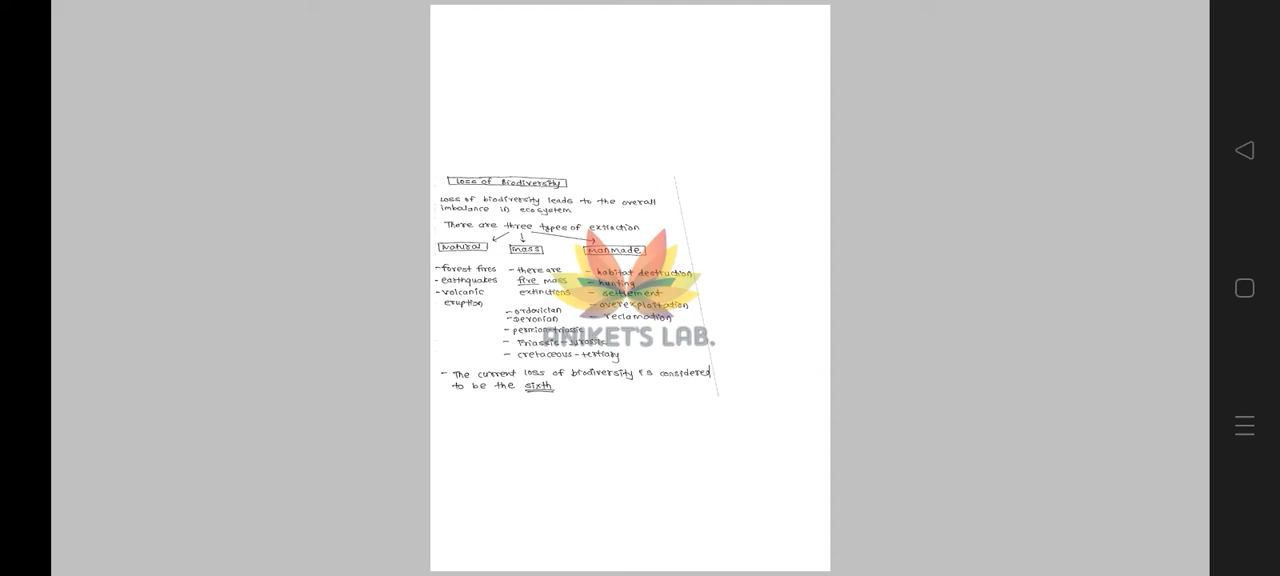 Loss of Biodiversity
Loss of biodiversity leads to the overall
imbalance in ecosystem
There are three types of extinction
Natural
mass
manmade
- forest fires
- earthquakes
- volcanic
eruption
- there are
five mass
extinctions
- ordovician
- Devonian
- permian-triassic
- Triassic-Jurassic
- cretaceous-tertiary
- habitat destruction
- hunting
- settlement
- overexploitation
- reclamation
ANIKETS LAB.
- The current loss of biodiversity is considered
to be the sixth